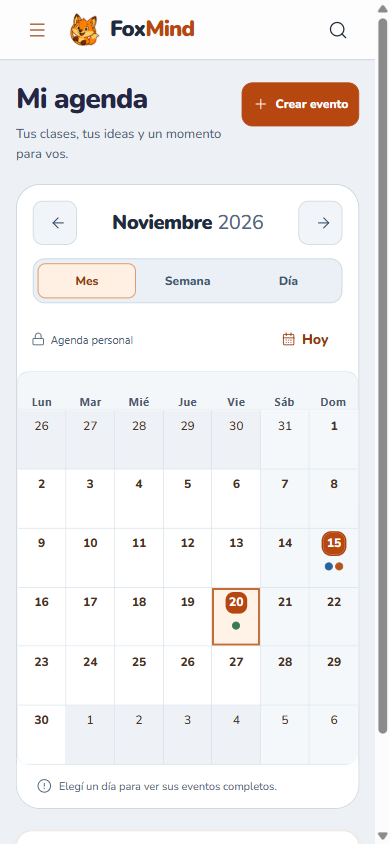 FoxMind
Mi agenda
Crear evento
Tus clases, tus ideas y un momento
para vos.
Noviembre 2026
Mes Semana Día
Agenda personal Hoy
Lun Mar Mié Jue Vie Sáb Dom
26 27 28 29 30 31 1
2 3 4 5 6 7 8
9 10 11 12 13 14 15
16 17 18 19 20 21 22
23 24 25 26 27 28 29
30 1 2 3 4 5 6
Elegí un día para ver sus eventos completos.